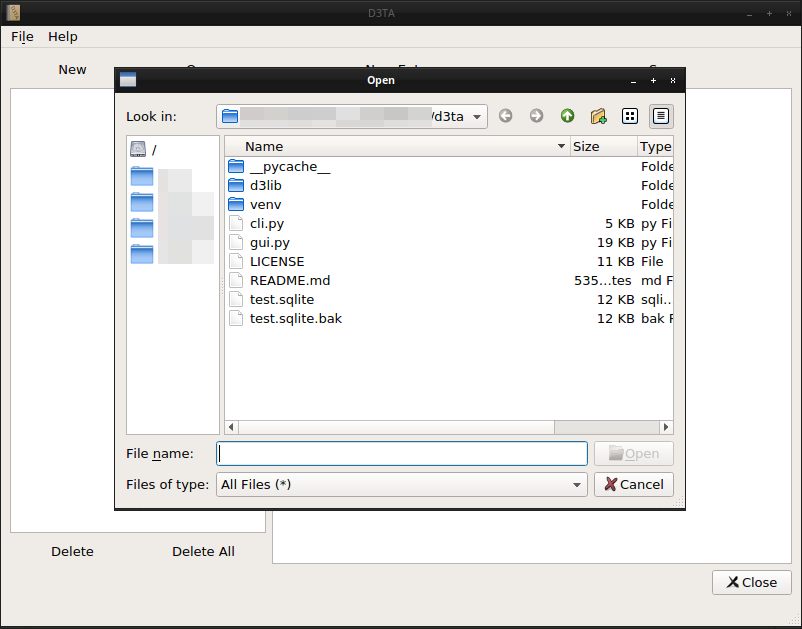 D3TA
File Help
New
Open
Look in: /d3ta
/
Name Size Type
__pycache__ Folde
d3lib Folde
venv Folde
cli.py 5 KB py Fi
gui.py 19 KB py Fi
LICENSE 11 KB File
README.md 535...tes md F
test.sqlite 12 KB sqli...
test.sqlite.bak 12 KB bak F
File name: Open
Files of type: All Files (*) Cancel
Delete Delete All
Close